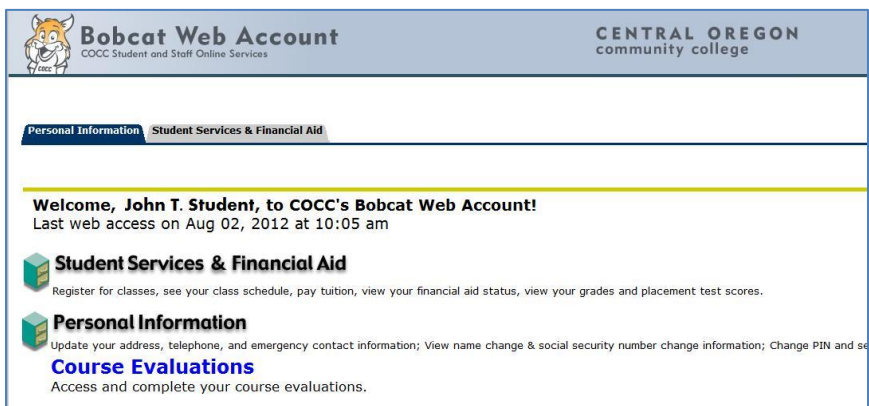 Bobcat Web Account
COCC Student and Staff Online Services
COCC
CENTRAL OREGON
community college
Personal Information
Student Services & Financial Aid
Welcome, John T. Student, to COCC's Bobcat Web Account!
Last web access on Aug 02, 2012 at 10:05 am
Student Services & Financial Aid
Register for classes, see your class schedule, pay tuition, view your financial aid status, view your grades and placement test scores.
Personal Information
Update your address, telephone, and emergency contact information; View name change & social security number change information; Change PIN and se
Course Evaluations
Access and complete your course evaluations.